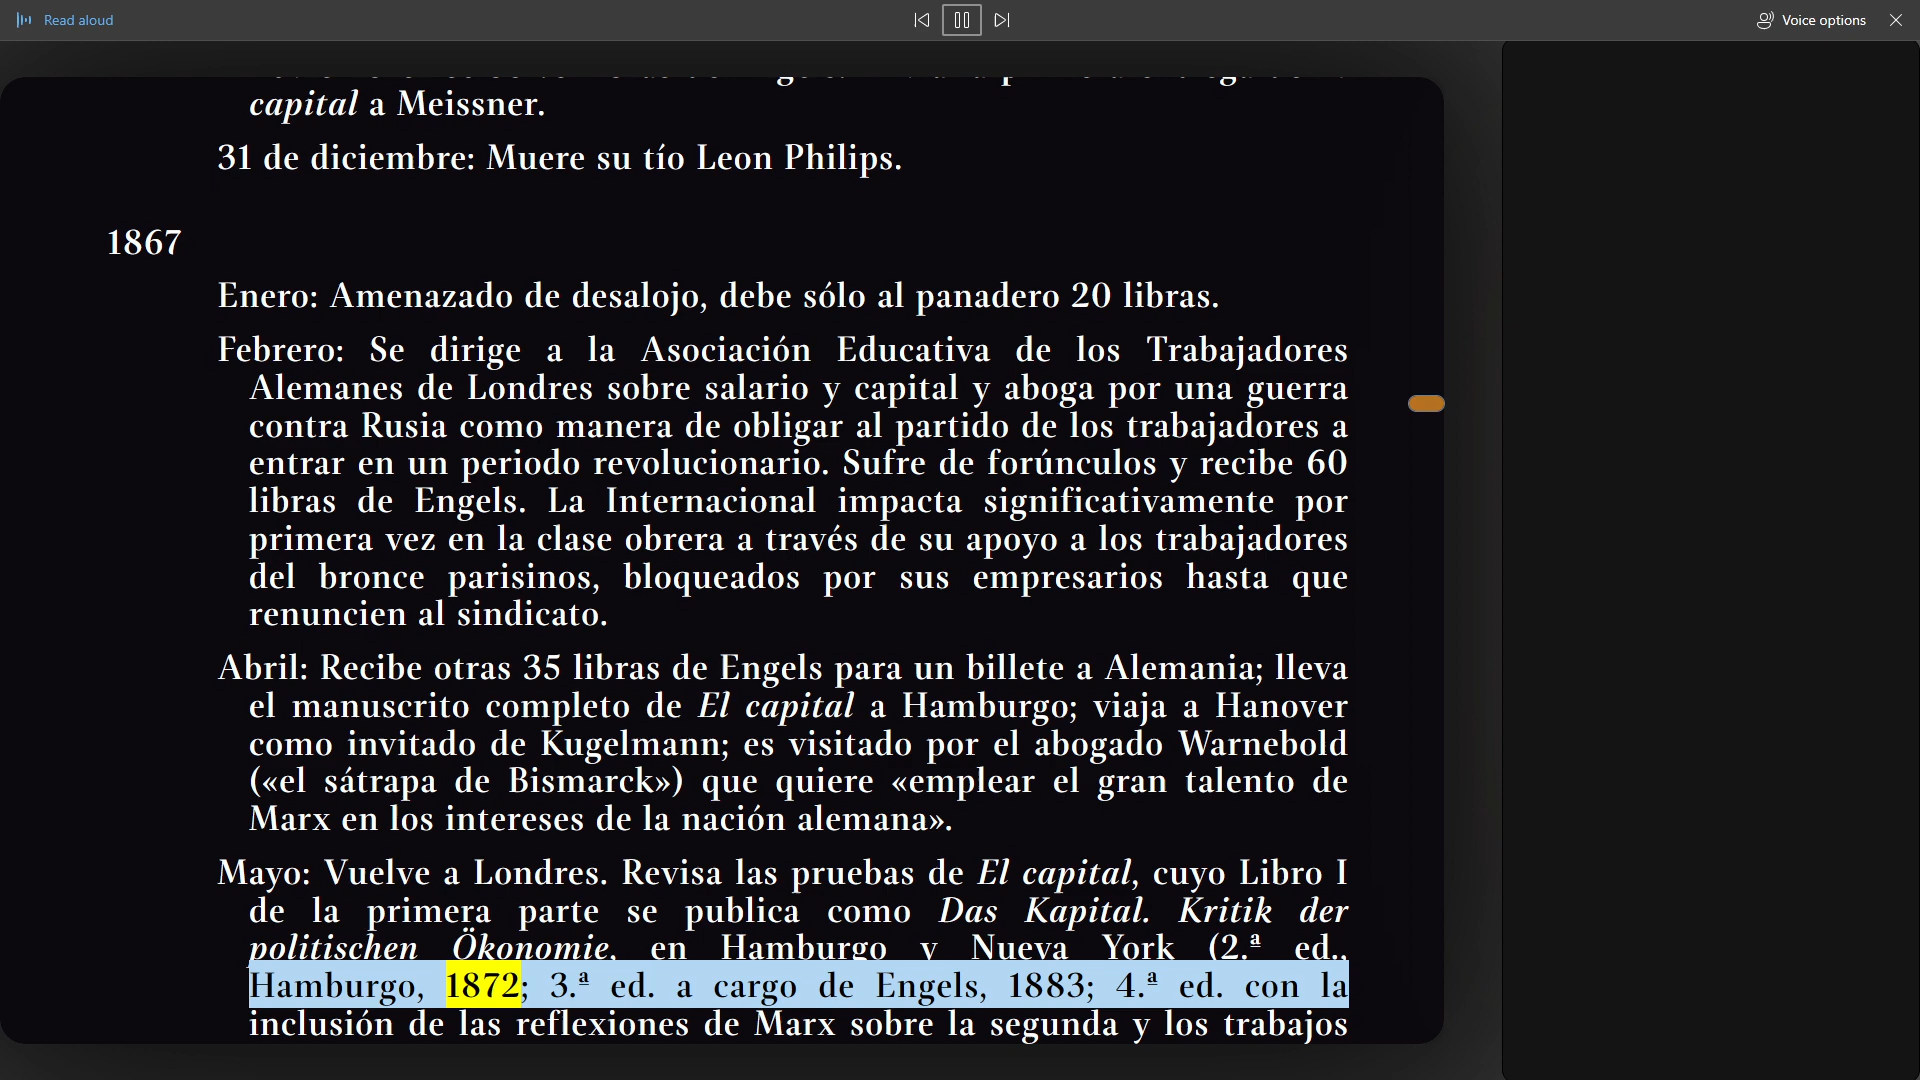 Read aloud
Voice options
capital a Meissner.
31 de diciembre: Muere su tío Leon Philips.
1867
Enero: Amenazado de desalojo, debe sólo al panadero 20 libras.
Febrero: Se dirige a la Asociación Educativa de los Trabajadores
Alemanes de Londres sobre salario y capital y aboga por una guerra
contra Rusia como manera de obligar al partido de los trabajadores a
entrar en un periodo revolucionario. Sufre de forúnculos y recibe 60
libras de Engels. La Internacional impacta significativamente por
primera vez en la clase obrera a través de su apoyo a los trabajadores
del bronce parisinos, bloqueados por sus empresarios hasta que
renuncien al sindicato.
Abril: Recibe otras 35 libras de Engels para un billete a Alemania; lleva
el manuscrito completo de El capital a Hamburgo; viaja a Hanover
como invitado de Kugelmann; es visitado por el abogado Warnebold
(«el sátrapa de Bismarck») que quiere «emplear el gran talento de
Marx en los intereses de la nación alemana».
Mayo: Vuelve a Londres. Revisa las pruebas de El capital, cuyo Libro I
de la primera parte se publica como Das Kapital. Kritik der
politischen Ökonomie, en Hamburgo y Nueva York (2.ª ed.,
Hamburgo, 1872; 3.ª ed. a cargo de Engels, 1883; 4.ª ed. con la
inclusión de las reflexiones de Marx sobre la segunda y los trabajos